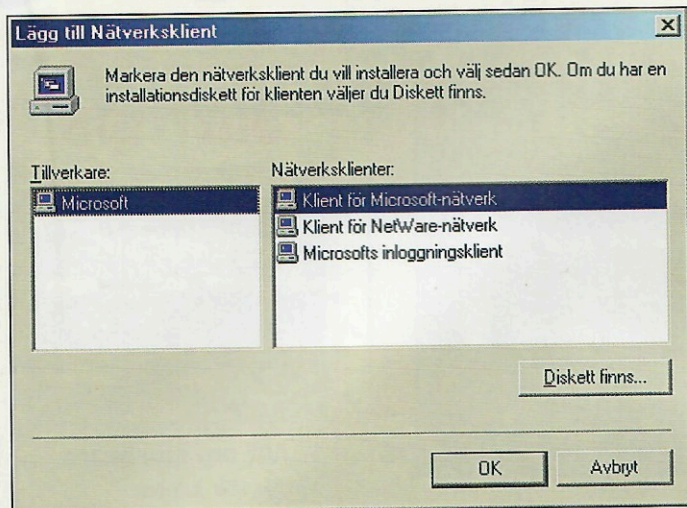 Lägg till Nätverksklient
Markera den nätverksklient du vill installera och välj sedan OK. Om du har en
installationsdiskett för klienten väljer du Diskett finns.
Tillverkare:
Nätverksklienter:
Microsoft
Klient för Microsoft-nätverk
Klient för NetWare-nätverk
Microsofts inloggningsklient
Diskett finns...
OK
Avbryt